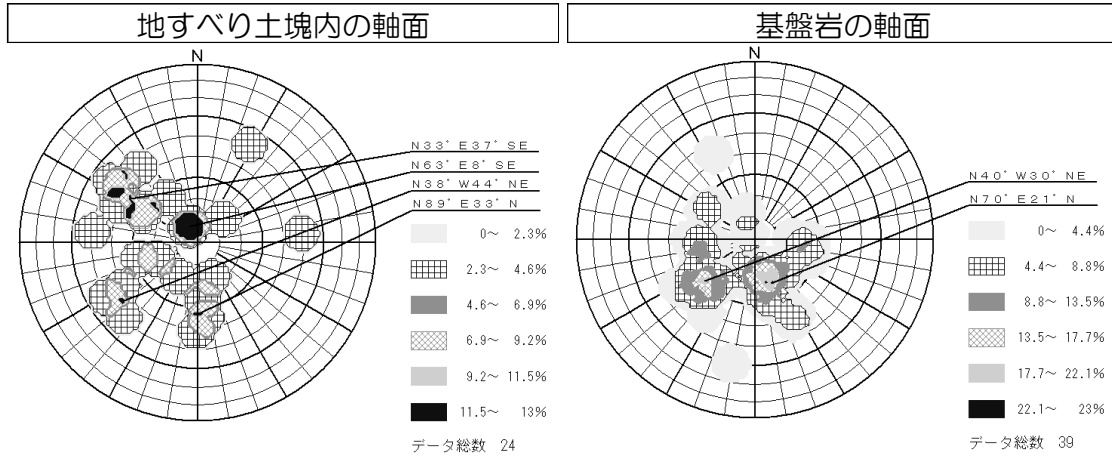 地すべり土塊内の軸面
N
N33°E37°SE
N63°E8°SE
N38°W44°NE
N89°E33°N
0～ 2.3%
2.3～ 4.6%
4.6～ 6.9%
6.9～ 9.2%
9.2～ 11.5%
11.5～ 13%
データ総数 24
基盤岩の軸面
N
N40°W30°NE
N70°E21°N
0～ 4.4%
4.4～ 8.8%
8.8～ 13.5%
13.5～ 17.7%
17.7～ 22.1%
22.1～ 23%
データ総数 39